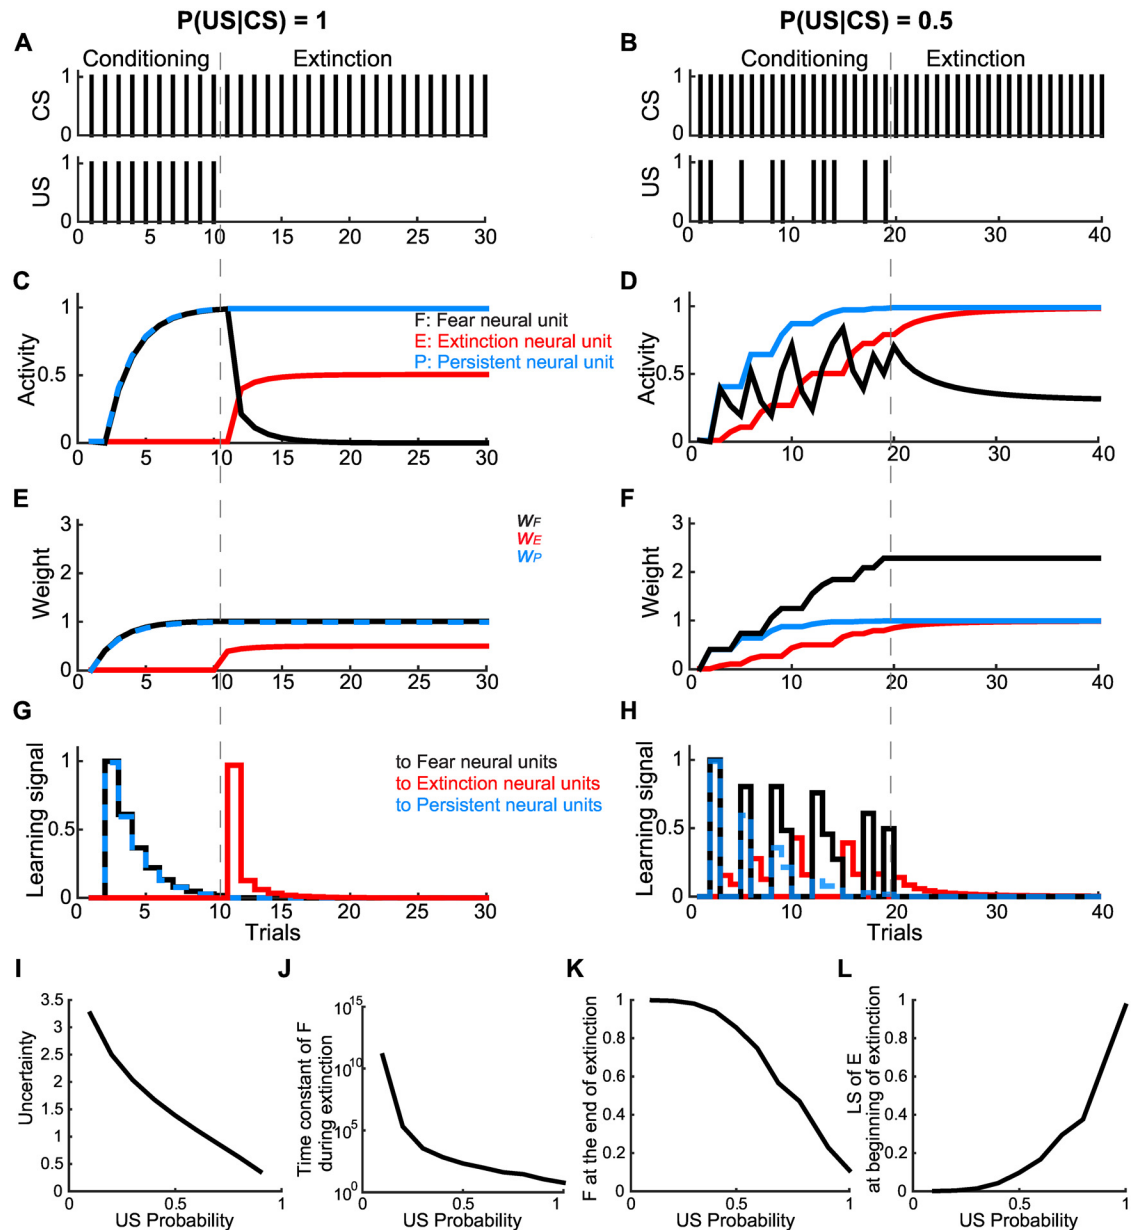 P(US|CS) = 1
P(US|CS) = 0.5
A
Conditioning
Extinction
1
CS
0
1
US
0
0
5
10
15
20
25
30
B
Conditioning
Extinction
1
CS
0
1
US
0
0
10
20
30
40
C
1
0.5
0
Activity
F: Fear neural unit
E: Extinction neural unit
P: Persistent neural unit
0
5
10
15
20
25
30
D
1
0.5
0
Activity
0
10
20
30
40
E
3
2
1
0
Weight
WF
WE
WP
0
5
10
15
20
25
30
F
3
2
1
0
Weight
0
10
20
30
40
G
1
0.5
0
Learning signal
to Fear neural units
to Extinction neural units
to Persistent neural units
0
5
10
15
20
25
30
Trials
H
1
0.5
0
Learning signal
0
10
20
30
40
Trials
I
3.5
3
2.5
2
1.5
1
0.5
0
Uncertainty
0
0.5
1
US Probability
J
10^15
10^10
10^5
10^0
Time constant of F
during extinction
0
0.5
1
US Probability
K
1
0.8
0.6
0.4
0.2
0
F at the end of extinction
0
0.5
1
US Probability
L
1
0.8
0.6
0.4
0.2
0
LS of E
at beginning of extinction
0
0.5
1
US Probability